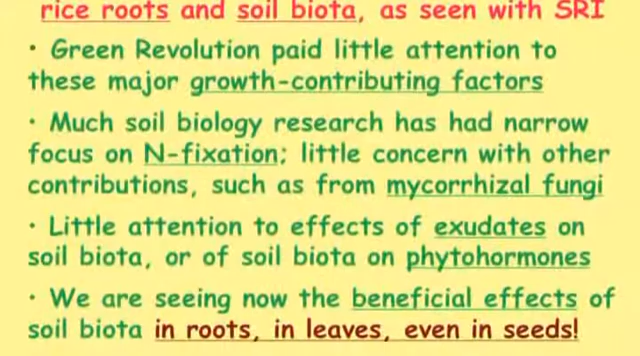 rice roots and soil biota, as seen with SRI
· Green Revolution paid little attention to
these major growth-contributing factors
· Much soil biology research has had narrow
focus on N-fixation; little concern with other
contributions, such as from mycorrhizal fungi
· Little attention to effects of exudates on
soil biota, or of soil biota on phytohormones
· We are seeing now the beneficial effects of
soil biota in roots, in leaves, even in seeds!